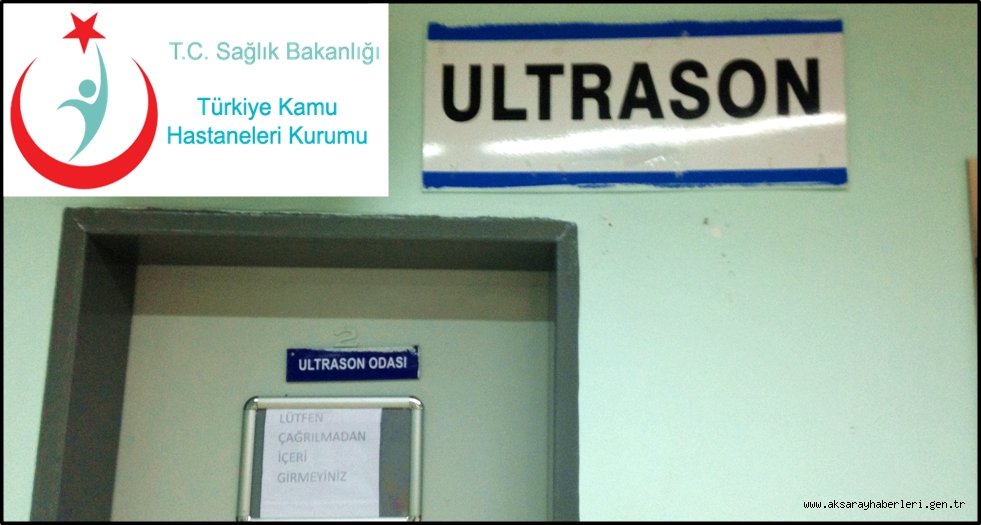 T.C. Sağlık Bakanlığı
Türkiye Kamu
Hastaneleri Kurumu
ULTRASON
2
ULTRASON ODASI
LÜTFEN
ÇAĞRILMADAN
İÇERİ
GİRMEYİNİZ
www.aksarayhaberleri.gen.tr